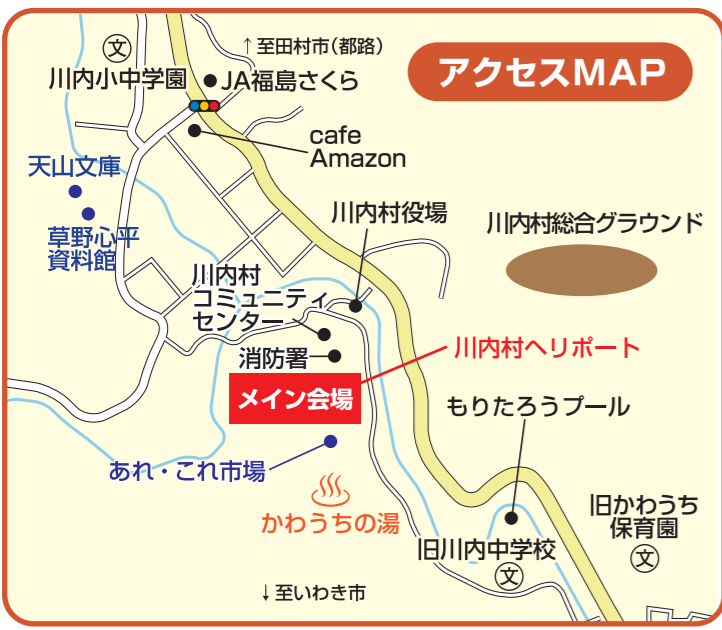 アクセスMAP
↑至田村市(都路)
文
川内小中学園
JA福島さくら
cafe
Amazon
天山文庫
草野心平
資料館
川内村役場
川内村総合グラウンド
川内村
コミュニティ
センター
消防署
川内村ヘリポート
メイン会場
もりたろうプール
あれ・これ市場
かわうちの湯
旧かわうち
保育園
文
旧川内中学校
文
↓至いわき市